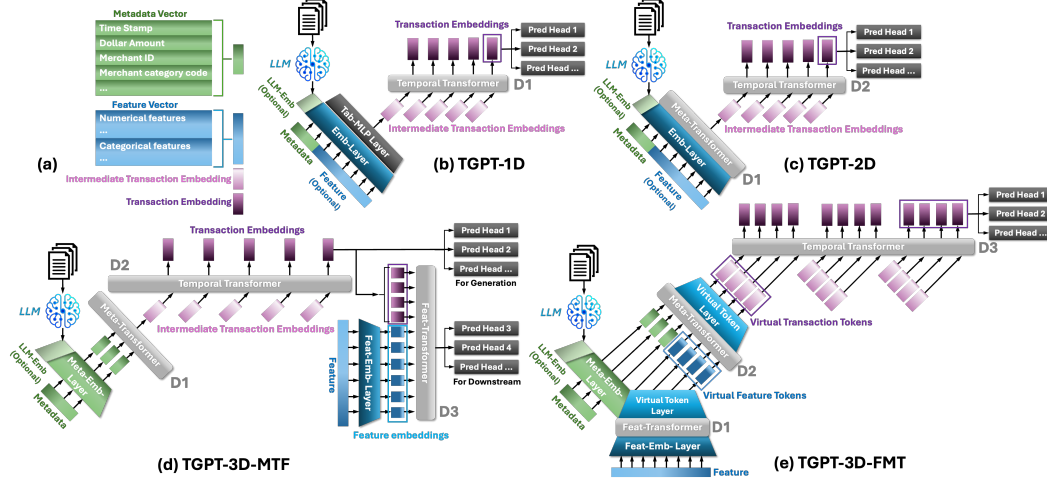 Metadata Vector
Time Stamp
Dollar Amount
Merchant ID
Merchant category code
...
Feature Vector
Numerical features
...
Categorical features
...
(a)
Intermediate Transaction Embedding
Transaction Embedding
LLM
LLM-Emb
(Optional)
Metadata
Feature
(Optional)
Emb-Layer
Tab-MLP Layer
Transaction Embeddings
Temporal Transformer
D1
Intermediate Transaction Embeddings
Pred Head 1
Pred Head 2
Pred Head ...
(b) TGPT-1D
LLM
LLM-Emb
(Optional)
Metadata
Feature
(Optional)
Emb-Layer
Meta-Transformer
D1
Transaction Embeddings
Temporal Transformer
D2
Intermediate Transaction Embeddings
Pred Head 1
Pred Head 2
Pred Head ...
(c) TGPT-2D
LLM
LLM-Emb
(Optional)
Meta-Emb-
Layer
Metadata
Meta-Transformer
D1
Transaction Embeddings
D2
Temporal Transformer
Intermediate Transaction Embeddings
Pred Head 1
Pred Head 2
Pred Head ...
For Generation
Feature
Feat-Emb- Layer
Feat-Transformer
D3
Feature embeddings
Pred Head 3
Pred Head 4
Pred Head ...
For Downstream
(d) TGPT-3D-MTF
LLM
LLM-Emb
(Optional)
Meta-Emb-
Layer
Metadata
Virtual Token
Layer
Feat-Transformer
D1
Feat-Emb- Layer
Feature
Virtual Feature Tokens
Virtual Token
Layer
Meta-Transformer
D2
Virtual Transaction Tokens
Temporal Transformer
D3
Pred Head 1
Pred Head 2
Pred Head ...
(e) TGPT-3D-FMT